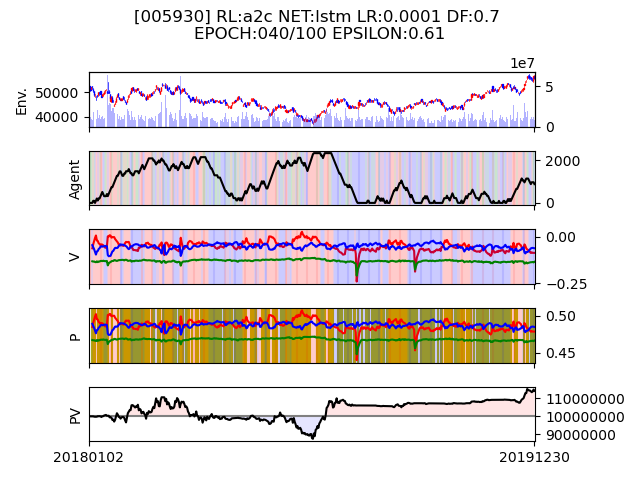 [005930] RL:a2c NET:lstm LR:0.0001 DF:0.7
EPOCH:040/100 EPSILON:0.61
1e7
Env.
50000
40000
5
0
Agent
2000
0
V
0.00
−0.25
P
0.50
0.45
PV
110000000
100000000
90000000
20180102
20191230